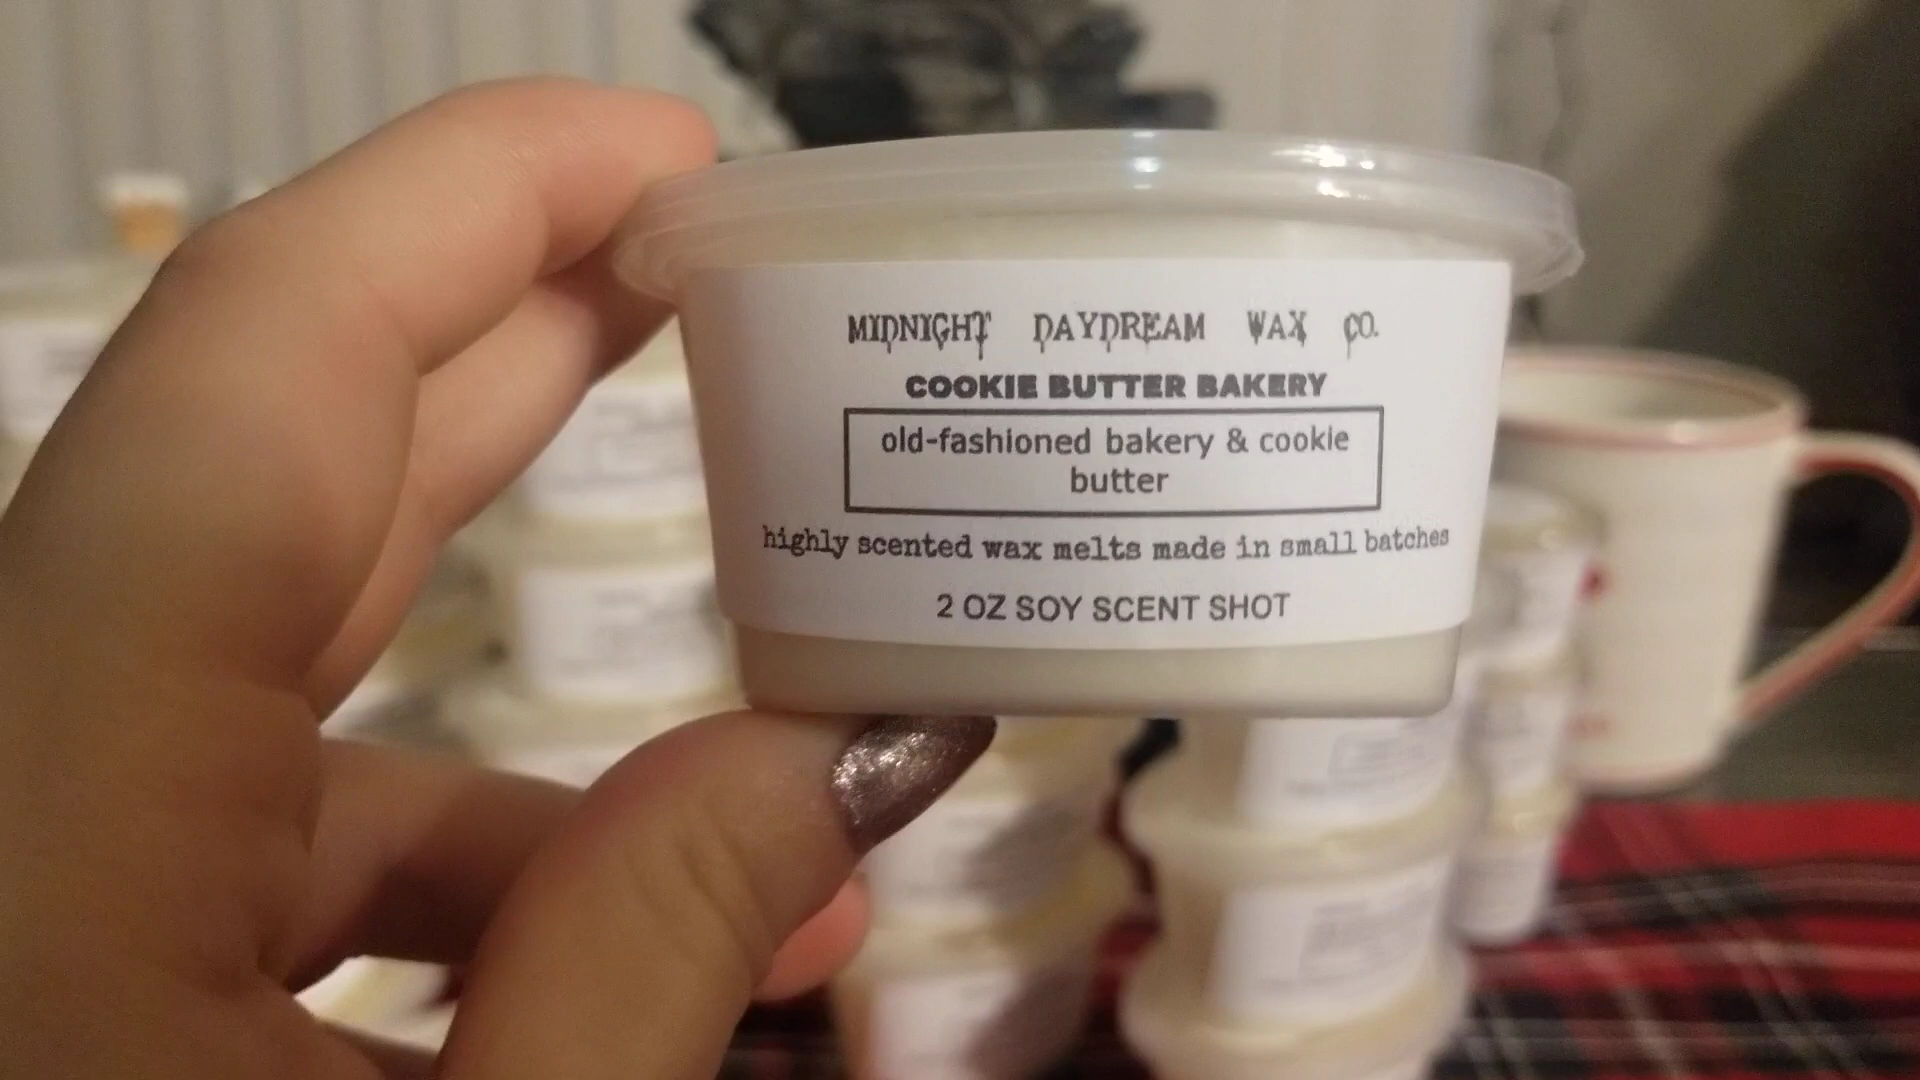 MIDNIGHT DAYDREAM WAX CO.
COOKIE BUTTER BAKERY
old-fashioned bakery & cookie
butter
highly scented wax melts made in small batches
2 OZ SOY SCENT SHOT